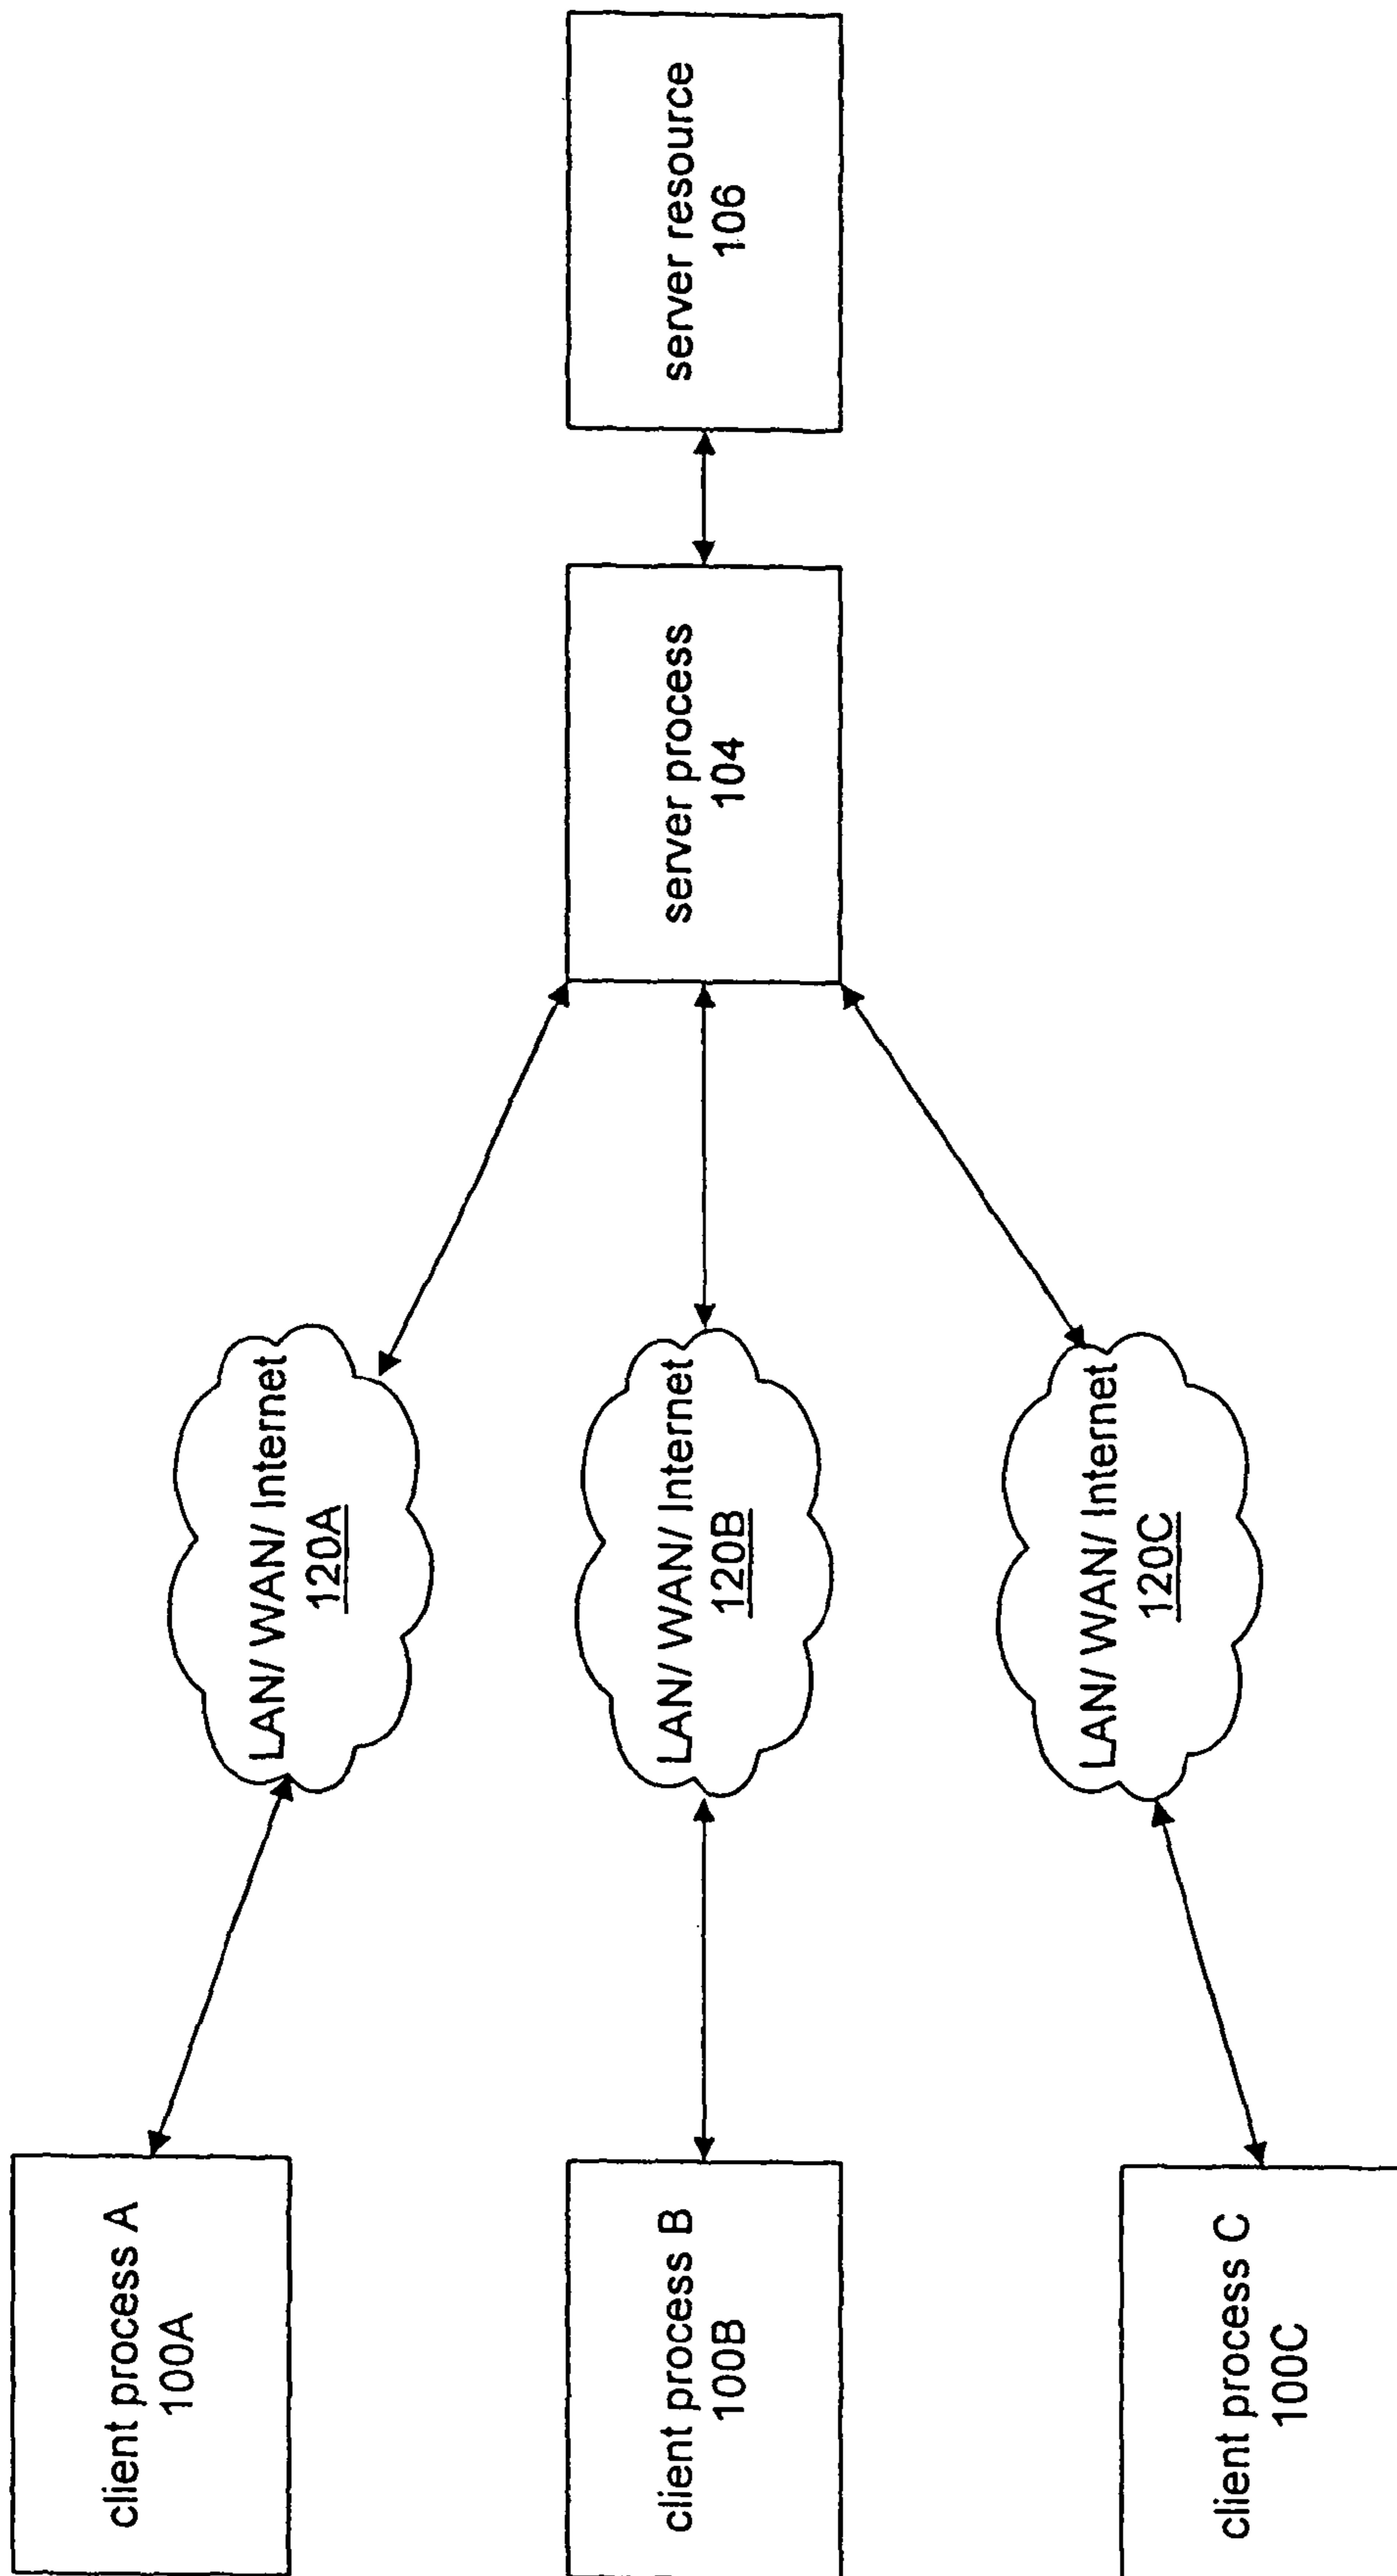 client process A
100A
LAN/ WAN/ Internet
120A
client process B
100B
LAN/ WAN/ Internet
120B
server process
104
server resource
106
client process C
100C
LAN/ WAN/ Internet
120C